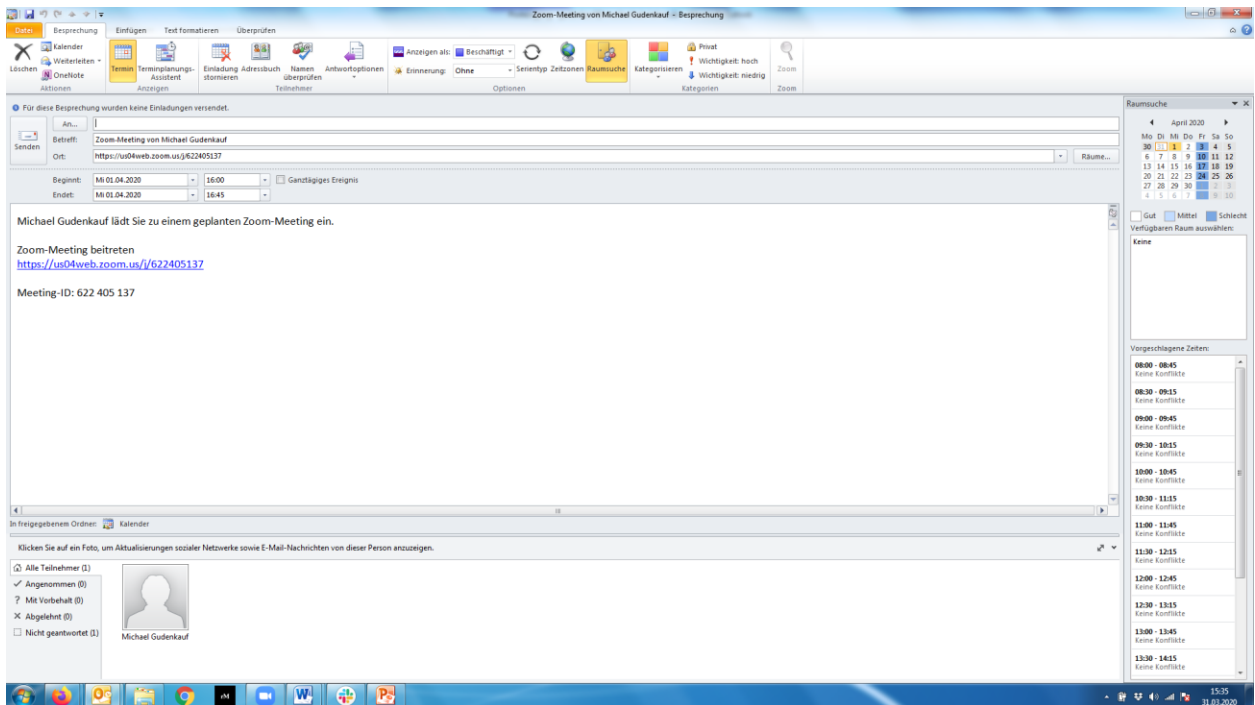 Zoom-Meeting von Michael Gudenkauf - Besprechung
Datei Besprechung Einfügen Text formatieren Überprüfen
Löschen
Kalender
Weiterleiten
OneNote
Aktionen
Termin
Terminplanungs-
Assistent
Anzeigen
Einladung
stornieren
Adressbuch
Namen
überprüfen
Antwortoptionen
Teilnehmer
Anzeigen als: Beschäftigt
Erinnerung: Ohne
Serientyp
Zeitzonen
Raumsuche
Optionen
Kategorisieren
Privat
Wichtigkeit: hoch
Wichtigkeit: niedrig
Kategorien
Zoom
Zoom
Für diese Besprechung wurden keine Einladungen versendet.
Senden
An...
Betreff: Zoom-Meeting von Michael Gudenkauf
Ort: https://us04web.zoom.us/j/622405137 Räume...
Beginnt: Mi 01.04.2020 16:00 Ganztägiges Ereignis
Endet: Mi 01.04.2020 16:45
Michael Gudenkauf lädt Sie zu einem geplanten Zoom-Meeting ein.
Zoom-Meeting beitreten
https://us04web.zoom.us/j/622405137
Meeting-ID: 622 405 137
In freigegebenem Ordner: Kalender
Klicken Sie auf ein Foto, um Aktualisierungen sozialer Netzwerke sowie E-Mail-Nachrichten von dieser Person anzuzeigen.
Alle Teilnehmer (1)
Angenommen (0)
Mit Vorbehalt (0)
Abgelehnt (0)
Nicht geantwortet (1)
Michael Gudenkauf
Raumsuche
April 2020
Mo Di Mi Do Fr Sa So
30 31 1 2 3 4 5
6 7 8 9 10 11 12
13 14 15 16 17 18 19
20 21 22 23 24 25 26
27 28 29 30 2 3
4 5 6 7 9 10
Gut Mittel Schlecht
Verfügbaren Raum auswählen:
Keine
Vorgeschlagene Zeiten:
08:00 - 08:45
Keine Konflikte
08:30 - 09:15
Keine Konflikte
09:00 - 09:45
Keine Konflikte
09:30 - 10:15
Keine Konflikte
10:00 - 10:45
Keine Konflikte
10:30 - 11:15
Keine Konflikte
11:00 - 11:45
Keine Konflikte
11:30 - 12:15
Keine Konflikte
12:00 - 12:45
Keine Konflikte
12:30 - 13:15
Keine Konflikte
13:00 - 13:45
Keine Konflikte
13:30 - 14:15
Keine Konflikte
15:35
31.03.2020